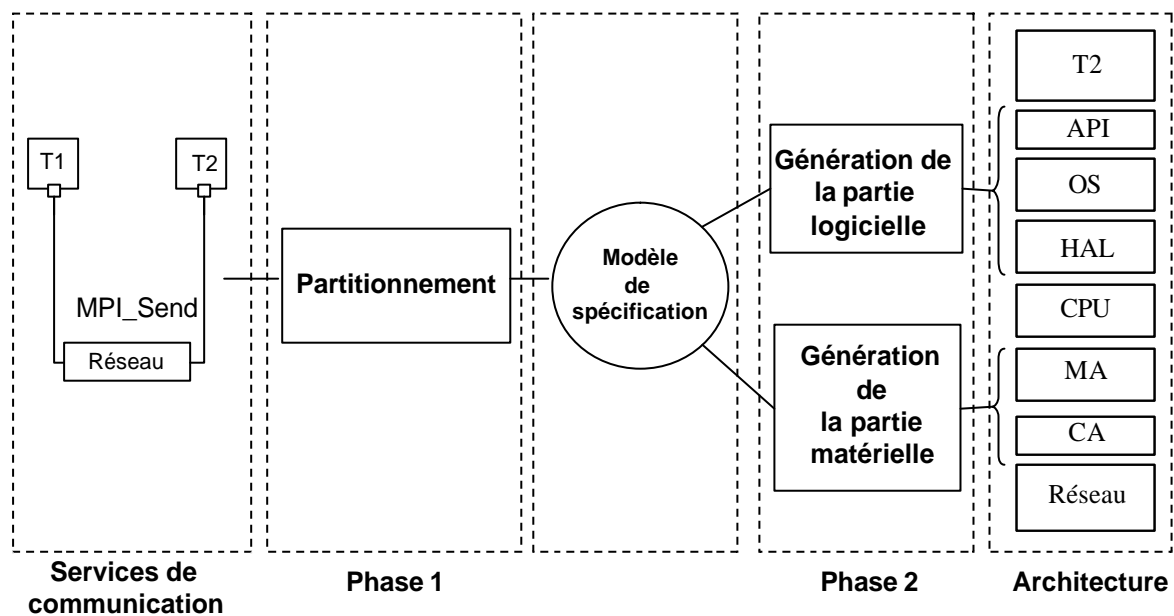 T1
T2
MPI_Send
Réseau
Services de
communication
Partitionnement
Phase 1
Modèle
de
spécification
Génération de
la partie
logicielle
Génération
de
la partie
matérielle
Phase 2
T2
API
OS
HAL
CPU
MA
CA
Réseau
Architecture